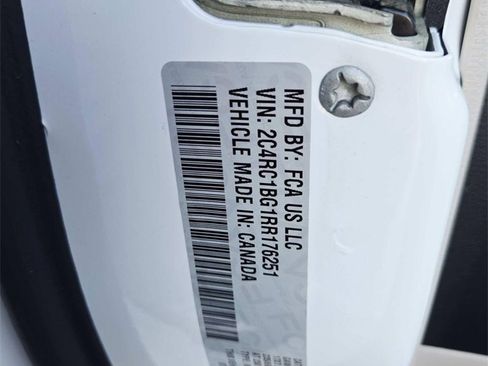 MFD BY: FCA US LLC
VIN: 2C4RC1BG1RR176251
VEHICLE MADE IN: CANADA